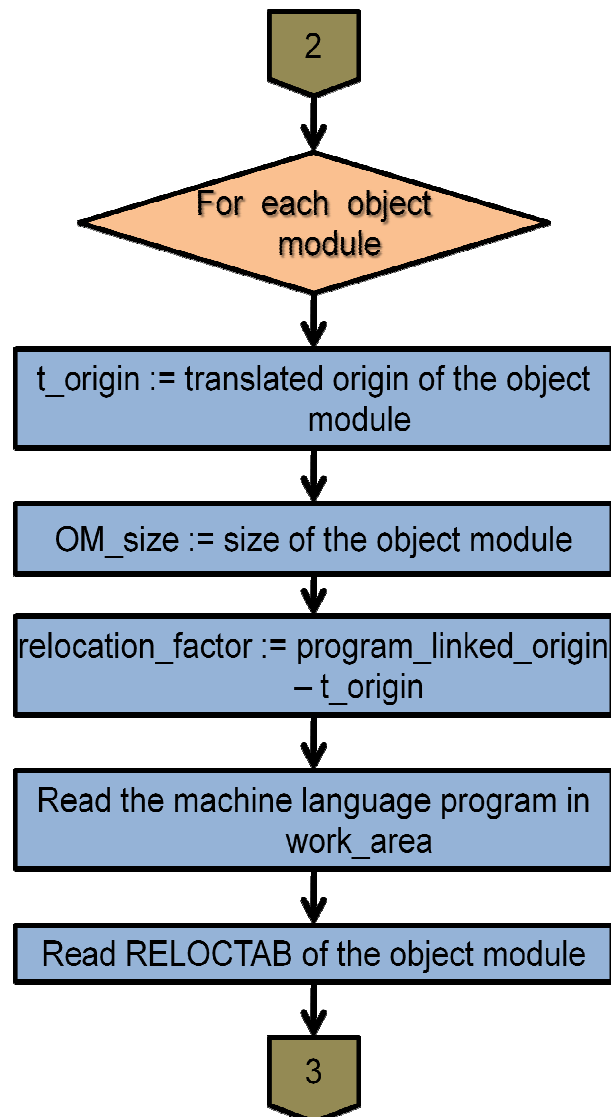 2
For each object
module
t_origin := translated origin of the object
module
OM_size := size of the object module
relocation_factor := program_linked_origin
– t_origin
Read the machine language program in
work_area
Read RELOCTAB of the object module
3